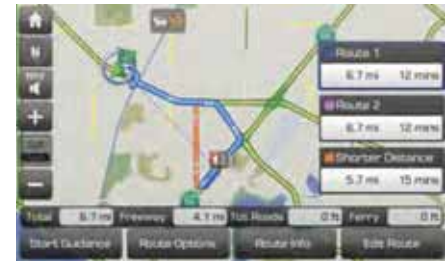 N
Route 1
6.7 mi 12 mins
Route 2
6.7 mi 12 mins
Shorter Distance
5.7 mi 15 mins
Total 6.7 mi Freeway 4.1 mi Toll Roads 0 ft Ferry 0 ft
Start Guidance Route Options Route Info Edit Route